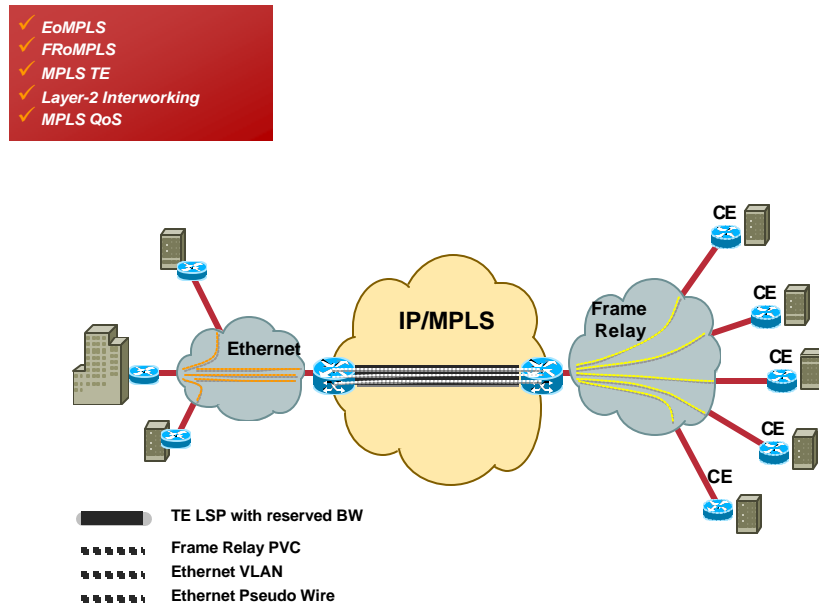 EoMPLS
FRoMPLS
MPLS TE
Layer-2 Interworking
MPLS QoS
CE
CE
Frame
Relay
IP/MPLS
Ethernet
CE
CE
CE
TE LSP with reserved BW
Frame Relay PVC
Ethernet VLAN
Ethernet Pseudo Wire